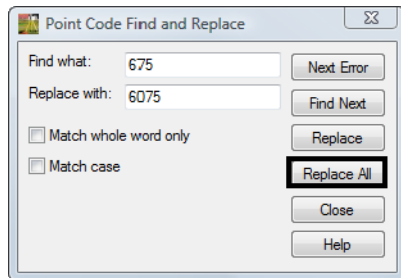 Point Code Find and Replace
Find what: 675 Next Error
Replace with: 6075 Find Next
Match whole word only Replace
Match case Replace All
Close
Help